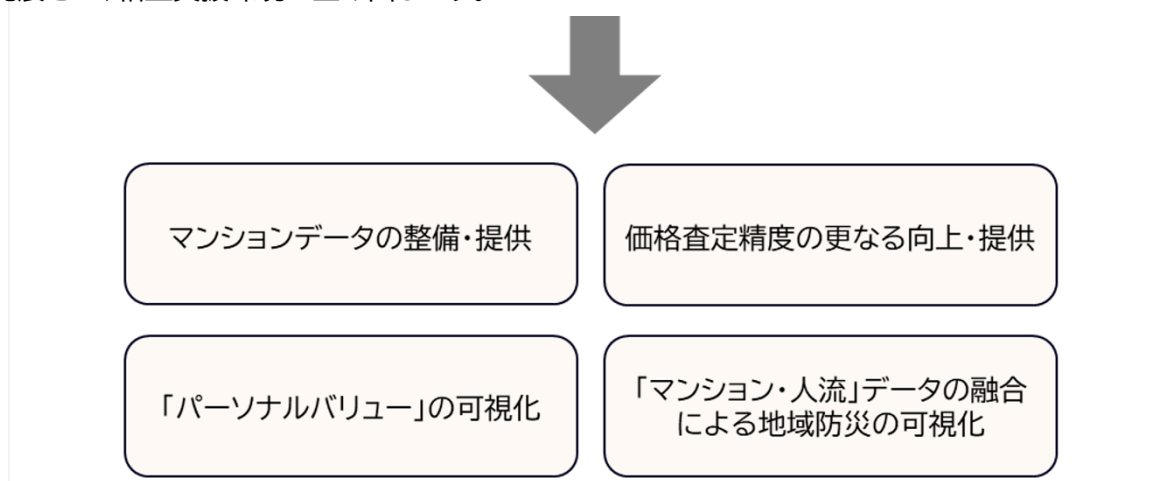 マンションデータの整備・提供
価格査定精度の更なる向上・提供
「パーソナルバリュー」の可視化
「マンション・人流」データの融合
による地域防災の可視化